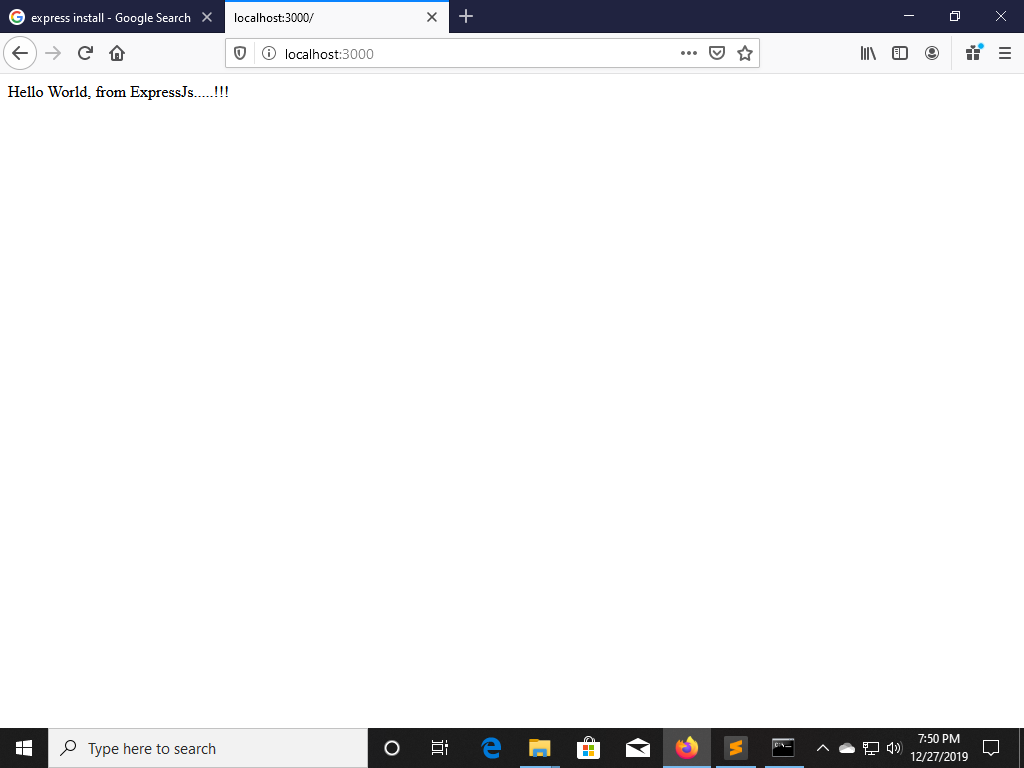 express install - Google Search
localhost:3000/
localhost:3000
Hello World, from ExpressJs.....!!!
Type here to search
7:50 PM
12/27/2019